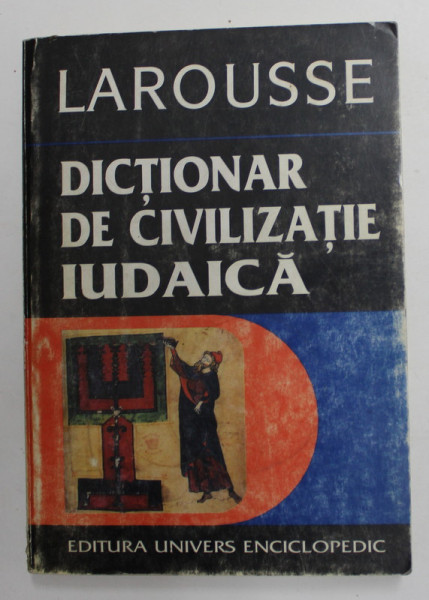 LAROUSSE
DICȚIONAR
DE CIVILIZAȚIE
IUDAICĂ
EDITURA UNIVERS ENCICLOPEDIC